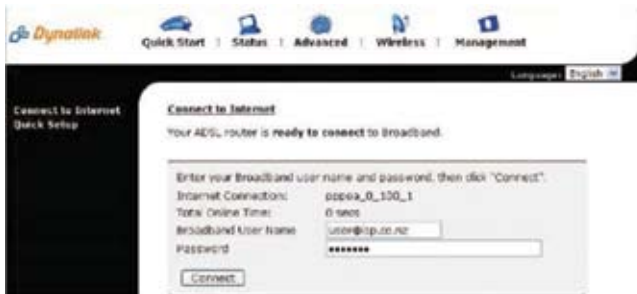 Dynalink
Quick Start | Status | Advanced | Wireless | Management
Language: English
Connect to Internet
Quick Setup
Connect to Internet
Your ADSL router is ready to connect to Broadband.
Enter your Broadband user name and password, then click "Connect".
Internet Connection: pppoa_0_100_1
Total Online Time: 0 secs
Broadband User Name user@isp.co.nz
Password •••••••
Connect